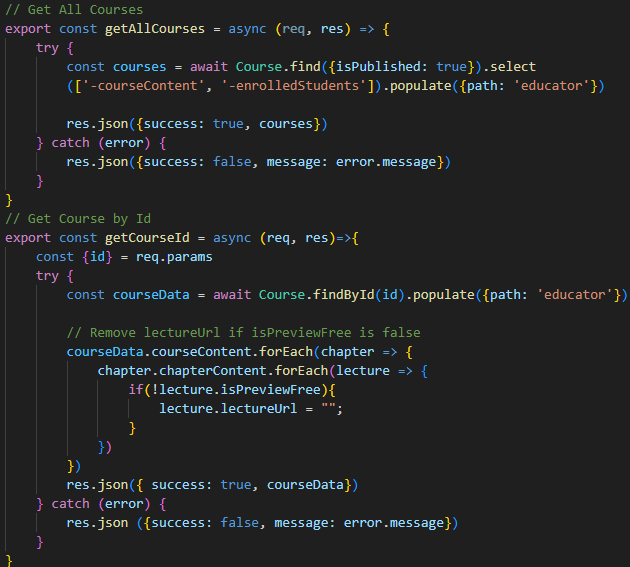 // Get All Courses
export const getAllCourses = async (req, res) => {
    try {
        const courses = await Course.find({isPublished: true}).select
        (['-courseContent', '-enrolledStudents']).populate({path: 'educator'})

        res.json({success: true, courses})
    } catch (error) {
        res.json({success: false, message: error.message})
    }
}
// Get Course by Id
export const getCourseId = async (req, res)=>{
    const {id} = req.params
    try {
        const courseData = await Course.findById(id).populate({path: 'educator'})

        // Remove lectureUrl if isPreviewFree is false
        courseData.courseContent.forEach(chapter => {
            chapter.chapterContent.forEach(lecture => {
                if(!lecture.isPreviewFree){
                    lecture.lectureUrl = "";
                }
            })
        })
        res.json({ success: true, courseData})
    } catch (error) {
        res.json ({success: false, message: error.message})
    }
}